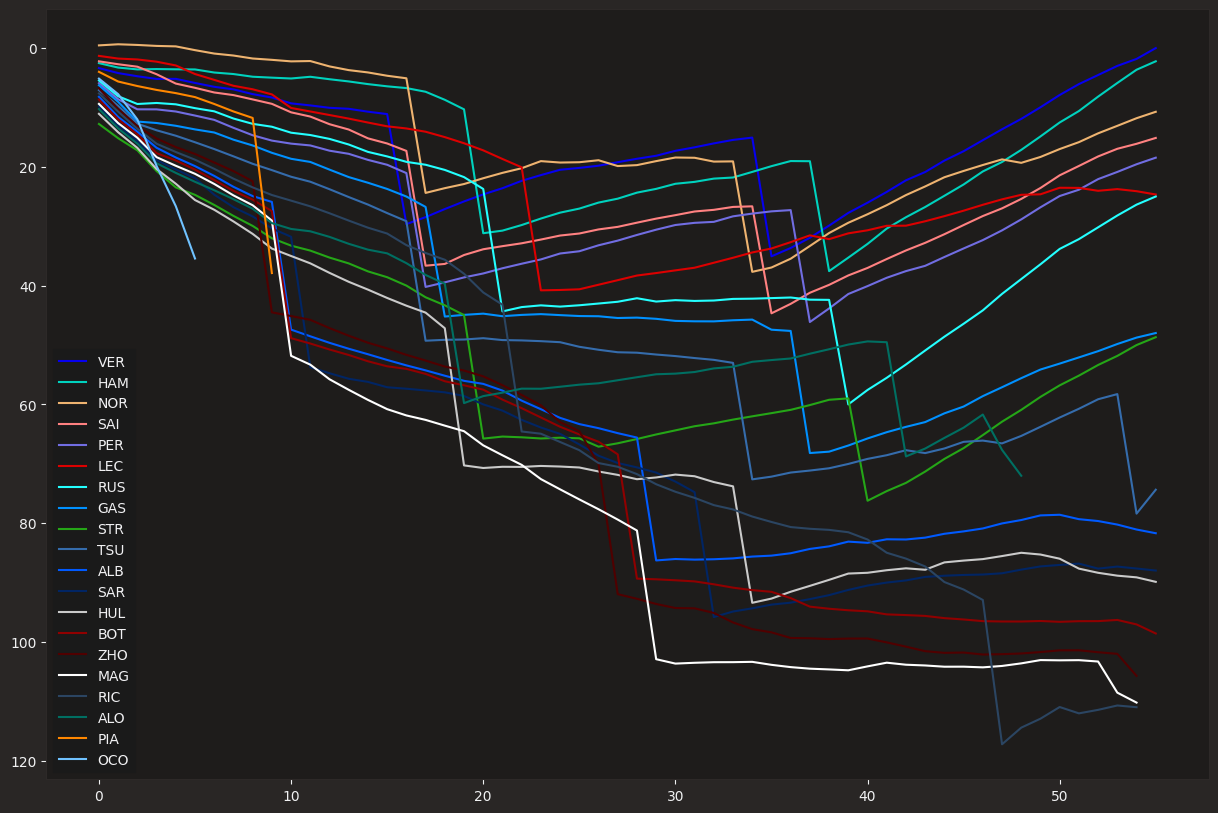 0
20
40
60
80
100
120
VER
HAM
NOR
SAI
PER
LEC
RUS
GAS
STR
TSU
ALB
SAR
HUL
BOT
ZHO
MAG
RIC
ALO
PIA
OCO
0 10 20 30 40 50